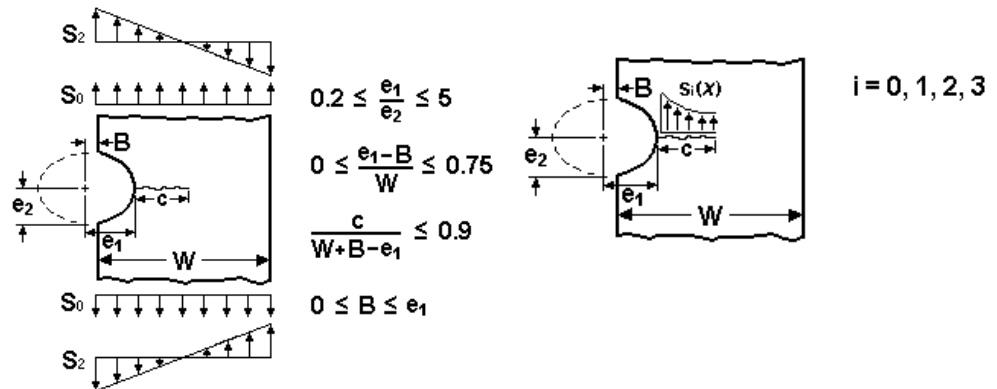 S₂
S₀
B
e₂
c
e₁
W
S₀
S₂
0.2 ≤ e₁/e₂ ≤ 5
0 ≤ e₁–B/W ≤ 0.75
c/W+B–e₁ ≤ 0.9
0 ≤ B ≤ e₁
B
Sᵢ(x)
e₂
c
e₁
W
i = 0, 1, 2, 3